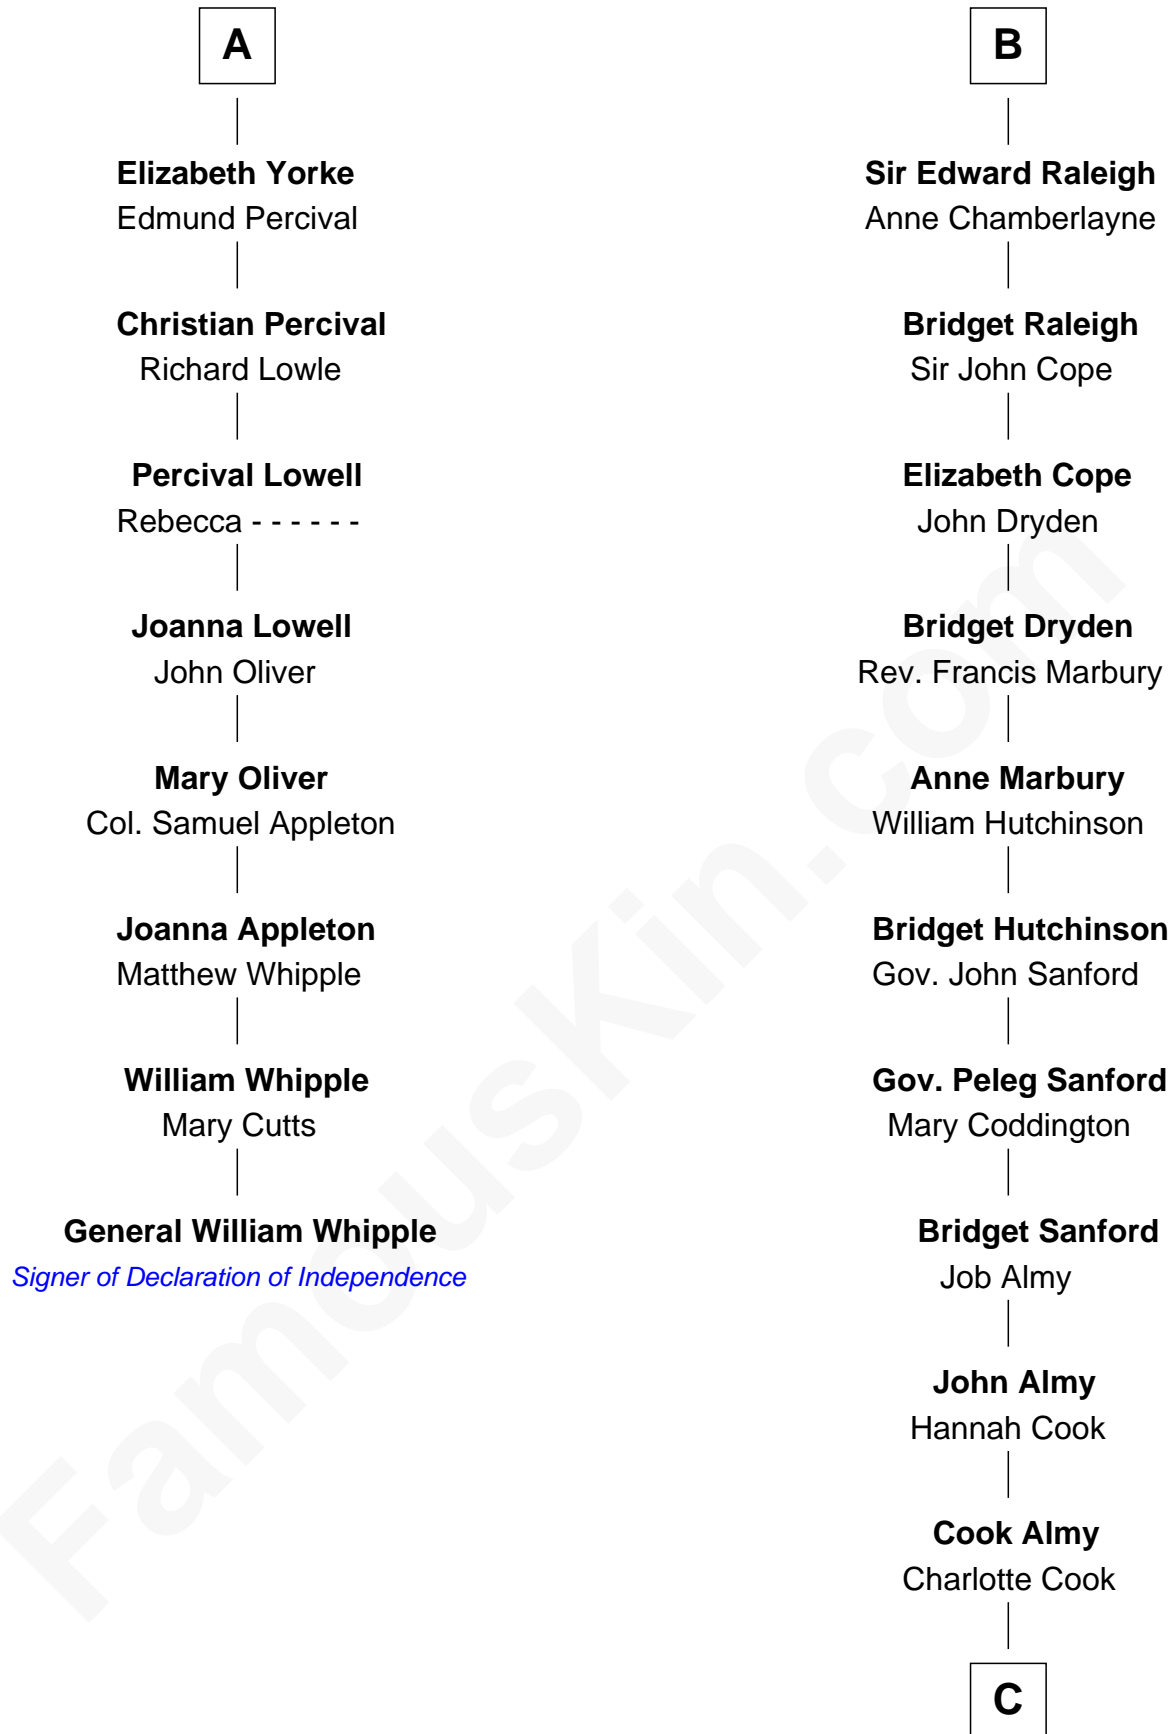 A
Elizabeth Yorke
Edmund Percival
Christian Percival
Richard Lowle
Percival Lowell
Rebecca - - - - - -
Joanna Lowell
John Oliver
Mary Oliver
Col. Samuel Appleton
Joanna Appleton
Matthew Whipple
William Whipple
Mary Cutts
General William Whipple
Signer of Declaration of Independence
B
Sir Edward Raleigh
Anne Chamberlayne
Bridget Raleigh
Sir John Cope
Elizabeth Cope
John Dryden
Bridget Dryden
Rev. Francis Marbury
Anne Marbury
William Hutchinson
Bridget Hutchinson
Gov. John Sanford
Gov. Peleg Sanford
Mary Coddington
Bridget Sanford
Job Almy
John Almy
Hannah Cook
Cook Almy
Charlotte Cook
C
FamousKin.com